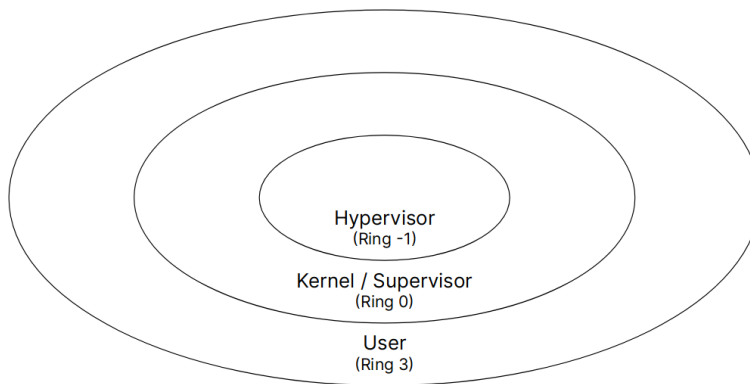 Hypervisor
(Ring -1)
Kernel / Supervisor
(Ring 0)
User
(Ring 3)